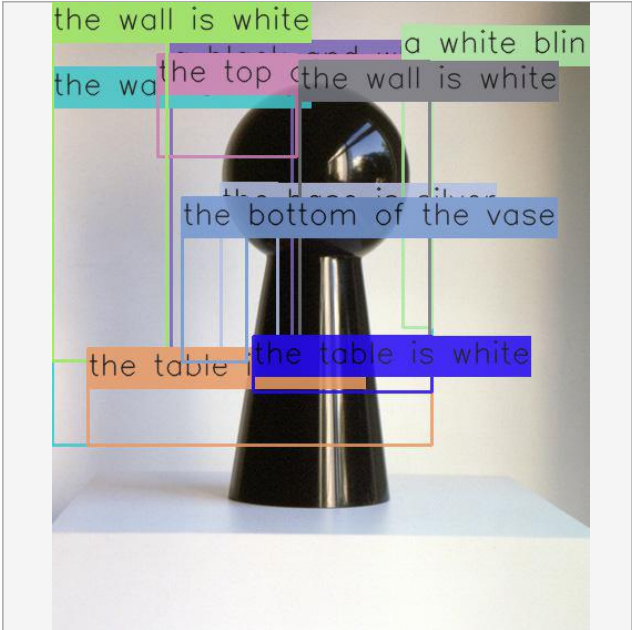 the wall is white
a white blin
the wa
the top
the wall is white
the bottom of the vase
the table i
the table is white